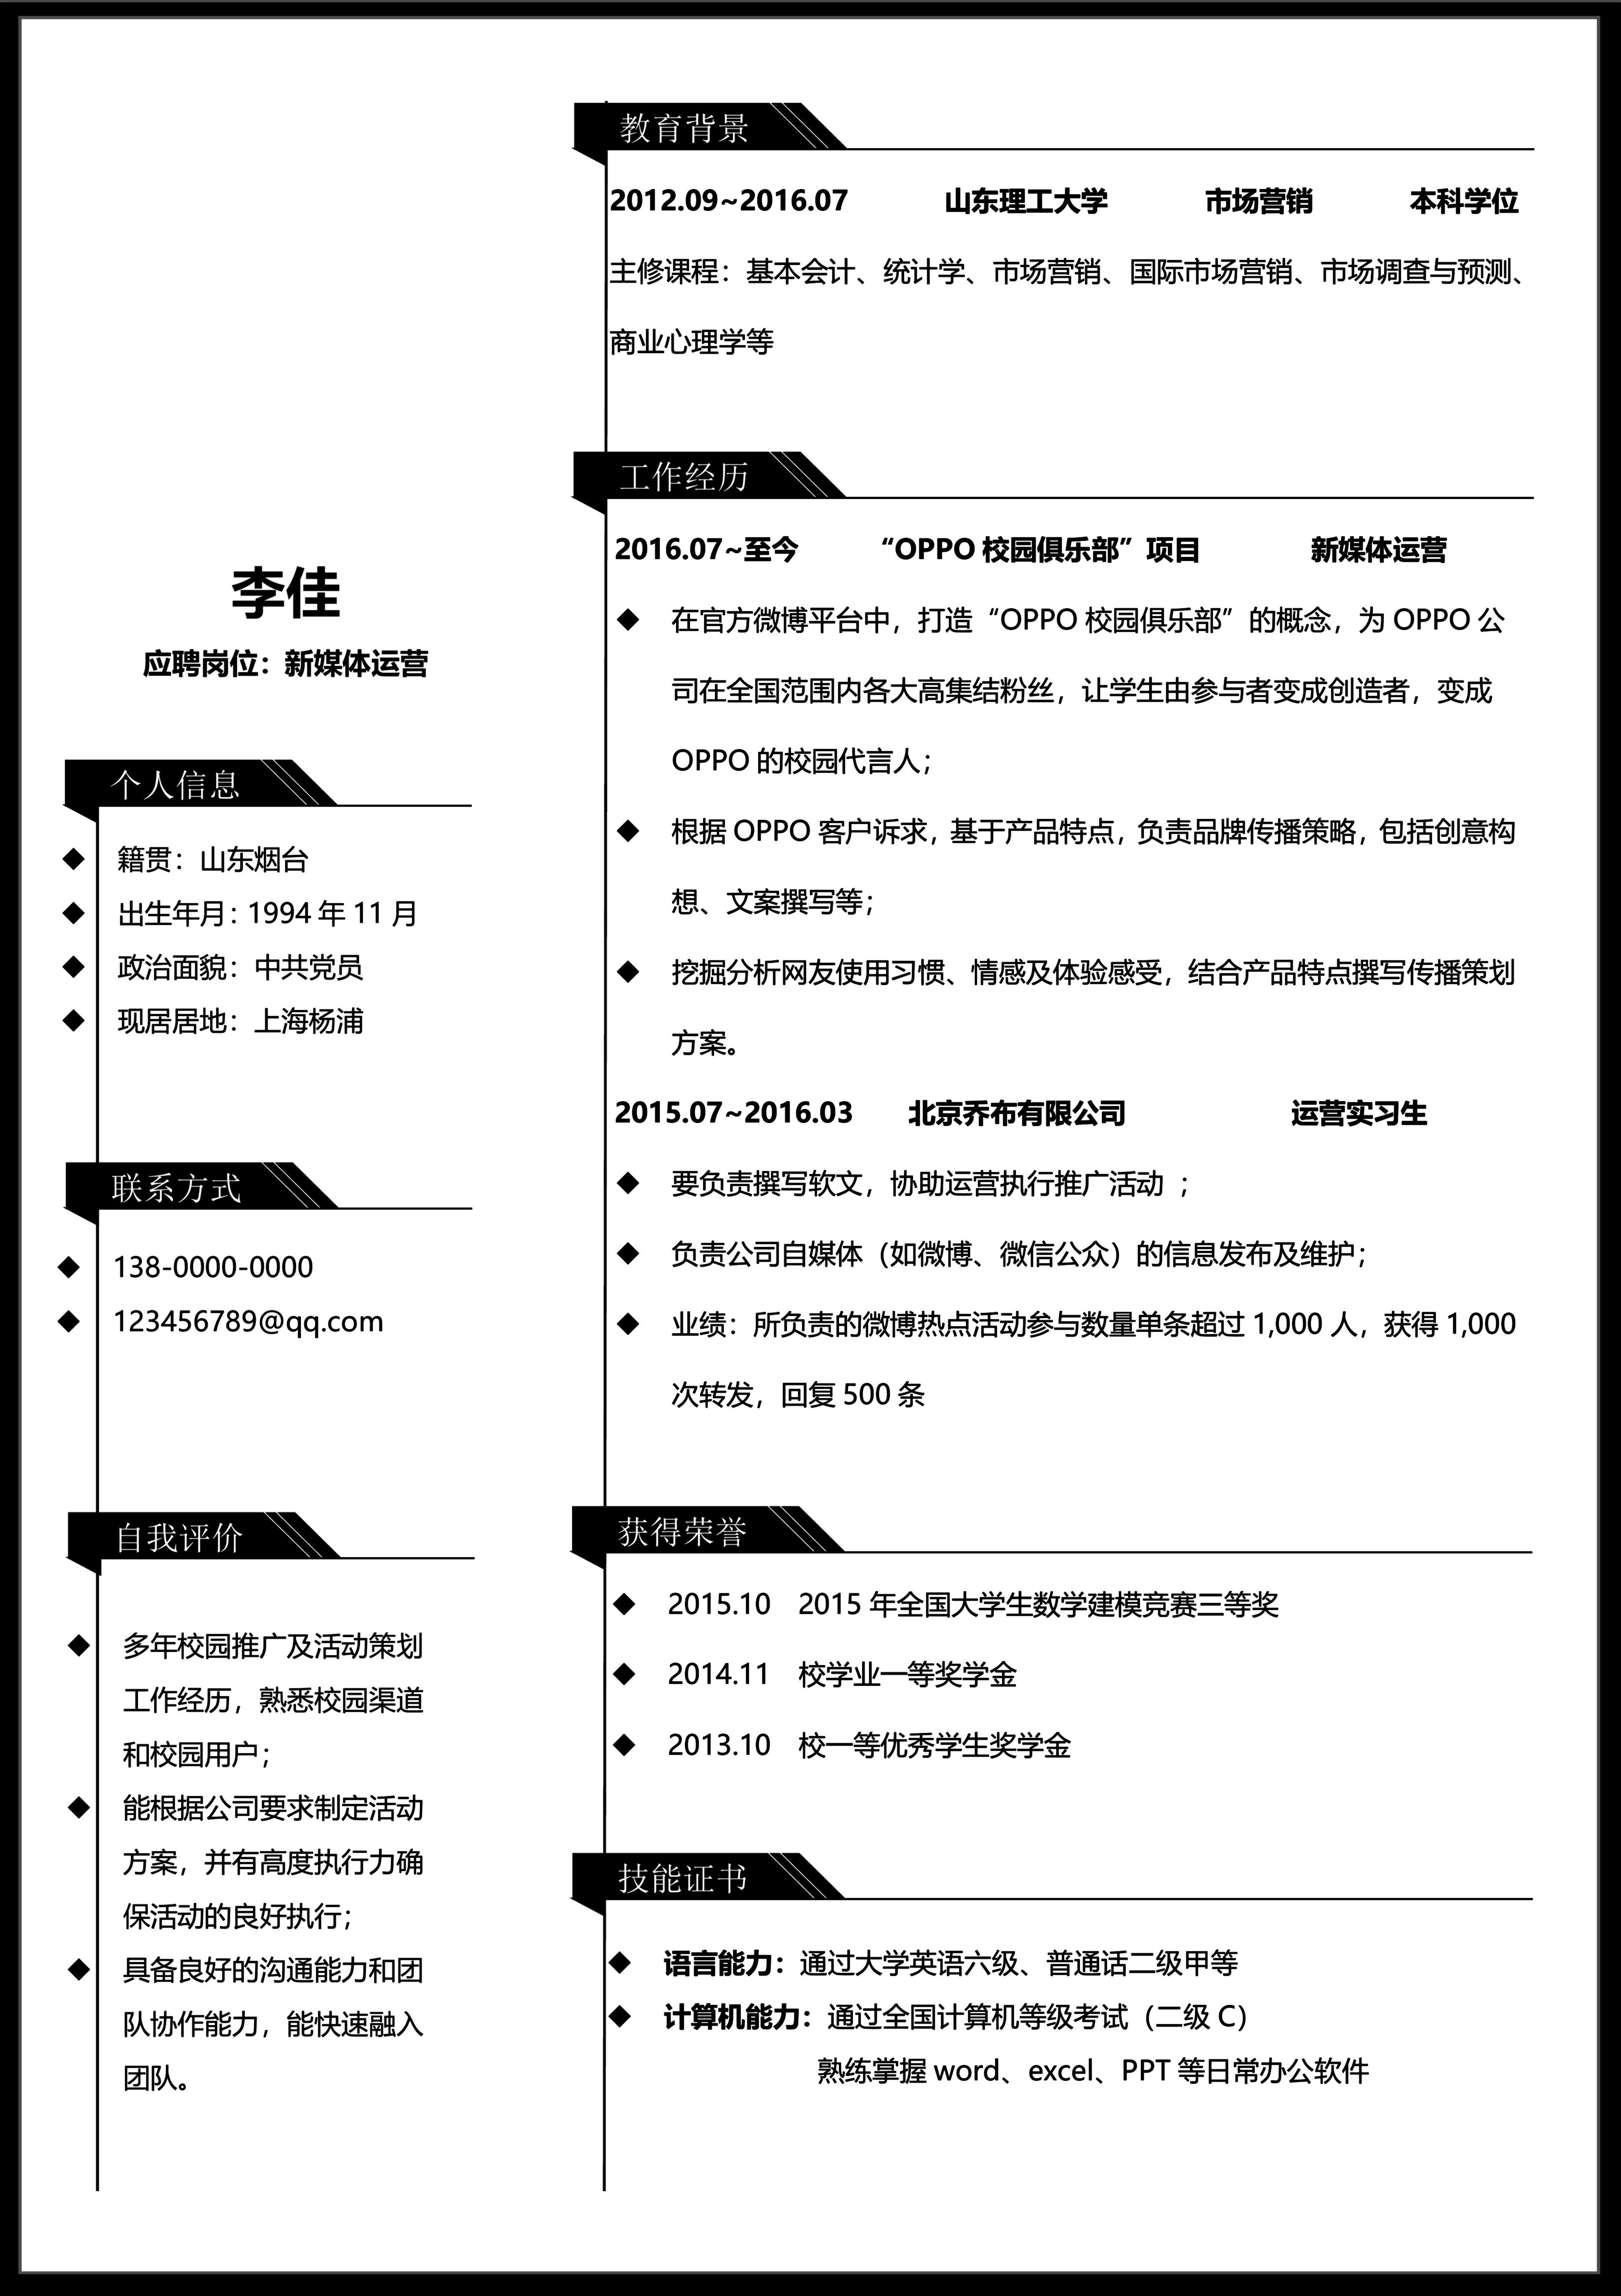 李佳
应聘岗位：新媒体运营
个人信息
籍贯：山东烟台
出生年月：1994 年 11 月
政治面貌：中共党员
现居居地：上海杨浦
联系方式
138-0000-0000
123456789@qq.com
自我评价
多年校园推广及活动策划
工作经历，熟悉校园渠道
和校园用户；
能根据公司要求制定活动
方案，并有高度执行力确
保活动的良好执行；
具备良好的沟通能力和团
队协作能力，能快速融入
团队。
教育背景
2012.09~2016.07 山东理工大学 市场营销 本科学位
主修课程：基本会计、统计学、市场营销、国际市场营销、市场调查与预测、
商业心理学等
工作经历
2016.07~至今 “OPPO 校园俱乐部”项目 新媒体运营
在官方微博平台中，打造“OPPO 校园俱乐部”的概念，为 OPPO 公
司在全国范围内各大高集结粉丝，让学生由参与者变成创造者，变成
OPPO 的校园代言人；
根据 OPPO 客户诉求，基于产品特点，负责品牌传播策略，包括创意构
想、文案撰写等；
挖掘分析网友使用习惯、情感及体验感受，结合产品特点撰写传播策划
方案。
2015.07~2016.03 北京乔布有限公司 运营实习生
要负责撰写软文，协助运营执行推广活动 ；
负责公司自媒体（如微博、微信公众）的信息发布及维护；
业绩：所负责的微博热点活动参与数量单条超过 1,000 人，获得 1,000
次转发，回复 500 条
获得荣誉
2015.10 2015 年全国大学生数学建模竞赛三等奖
2014.11 校学业一等奖学金
2013.10 校一等优秀学生奖学金
技能证书
语言能力：通过大学英语六级、普通话二级甲等
计算机能力：通过全国计算机等级考试（二级 C）
熟练掌握 word、excel、PPT 等日常办公软件